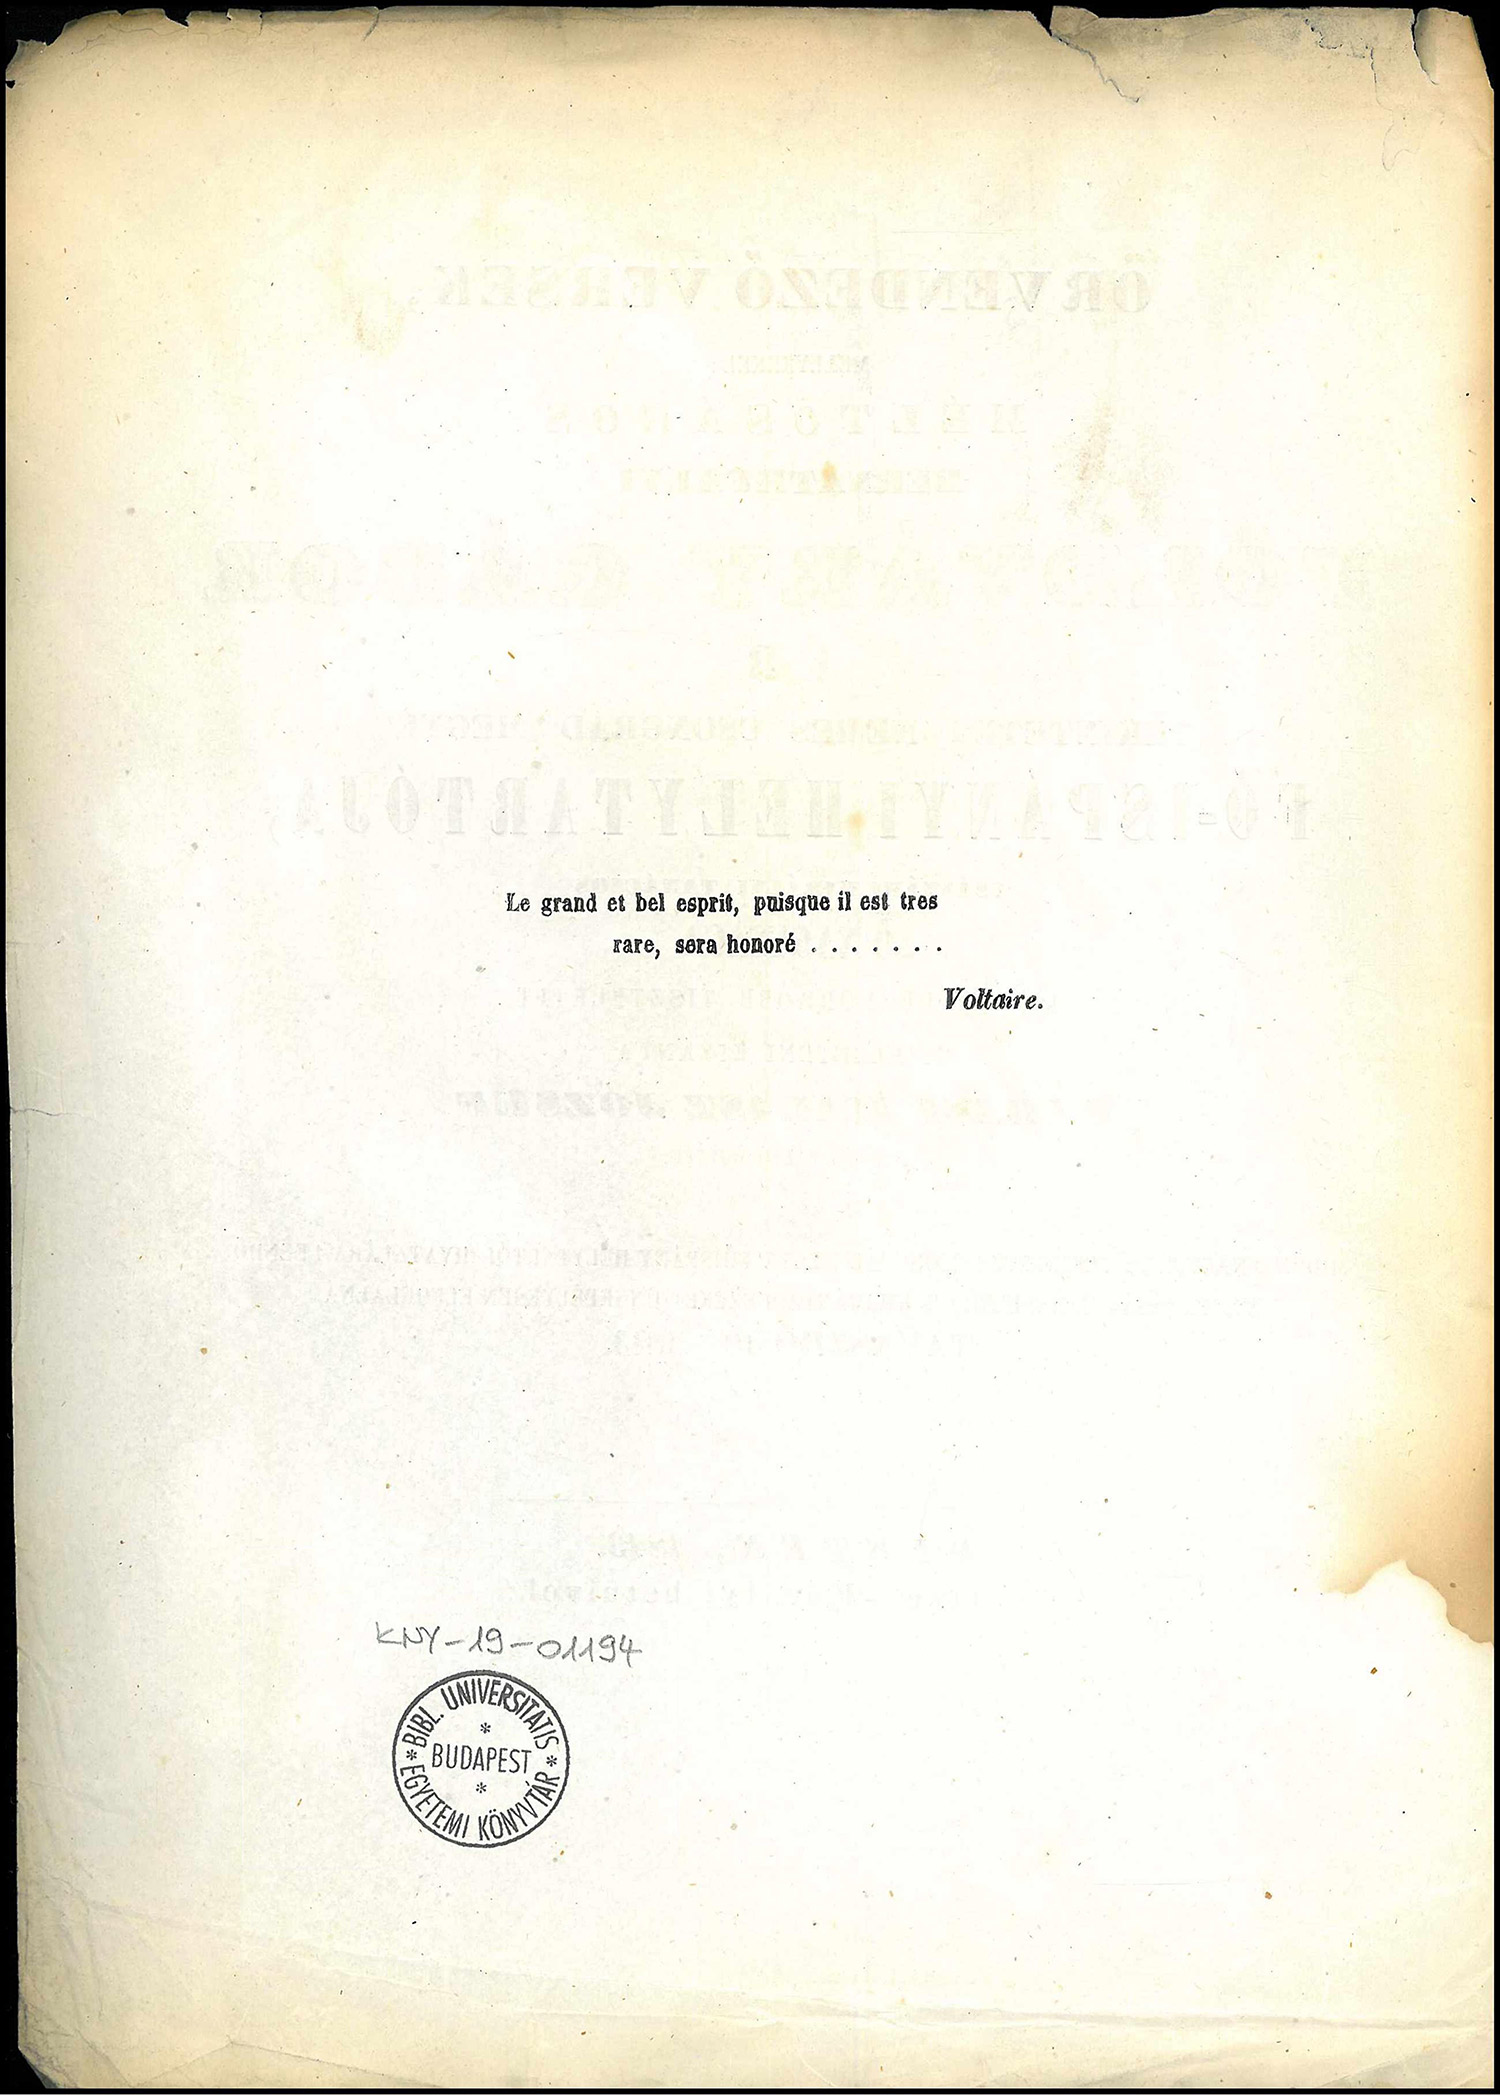 Le grand et bel esprit, puisque il est tres
rare, sera honoré . . . . . . .
Voltaire.
KNY-19-01194
* BIBL. UNIVERSITATIS *
*
BUDAPEST
*
EGYETEMI KÖNYVTÁR